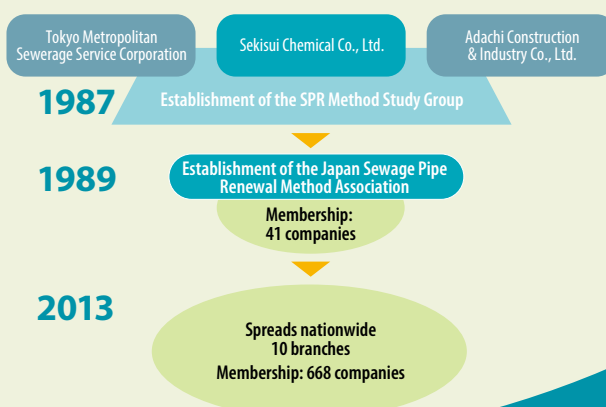 Tokyo Metropolitan
Sewerage Service Corporation
Sekisui Chemical Co., Ltd.
Adachi Construction
& Industry Co., Ltd.
1987
Establishment of the SPR Method Study Group
1989
Establishment of the Japan Sewage Pipe
Renewal Method Association
Membership:
41 companies
2013
Spreads nationwide
10 branches
Membership: 668 companies